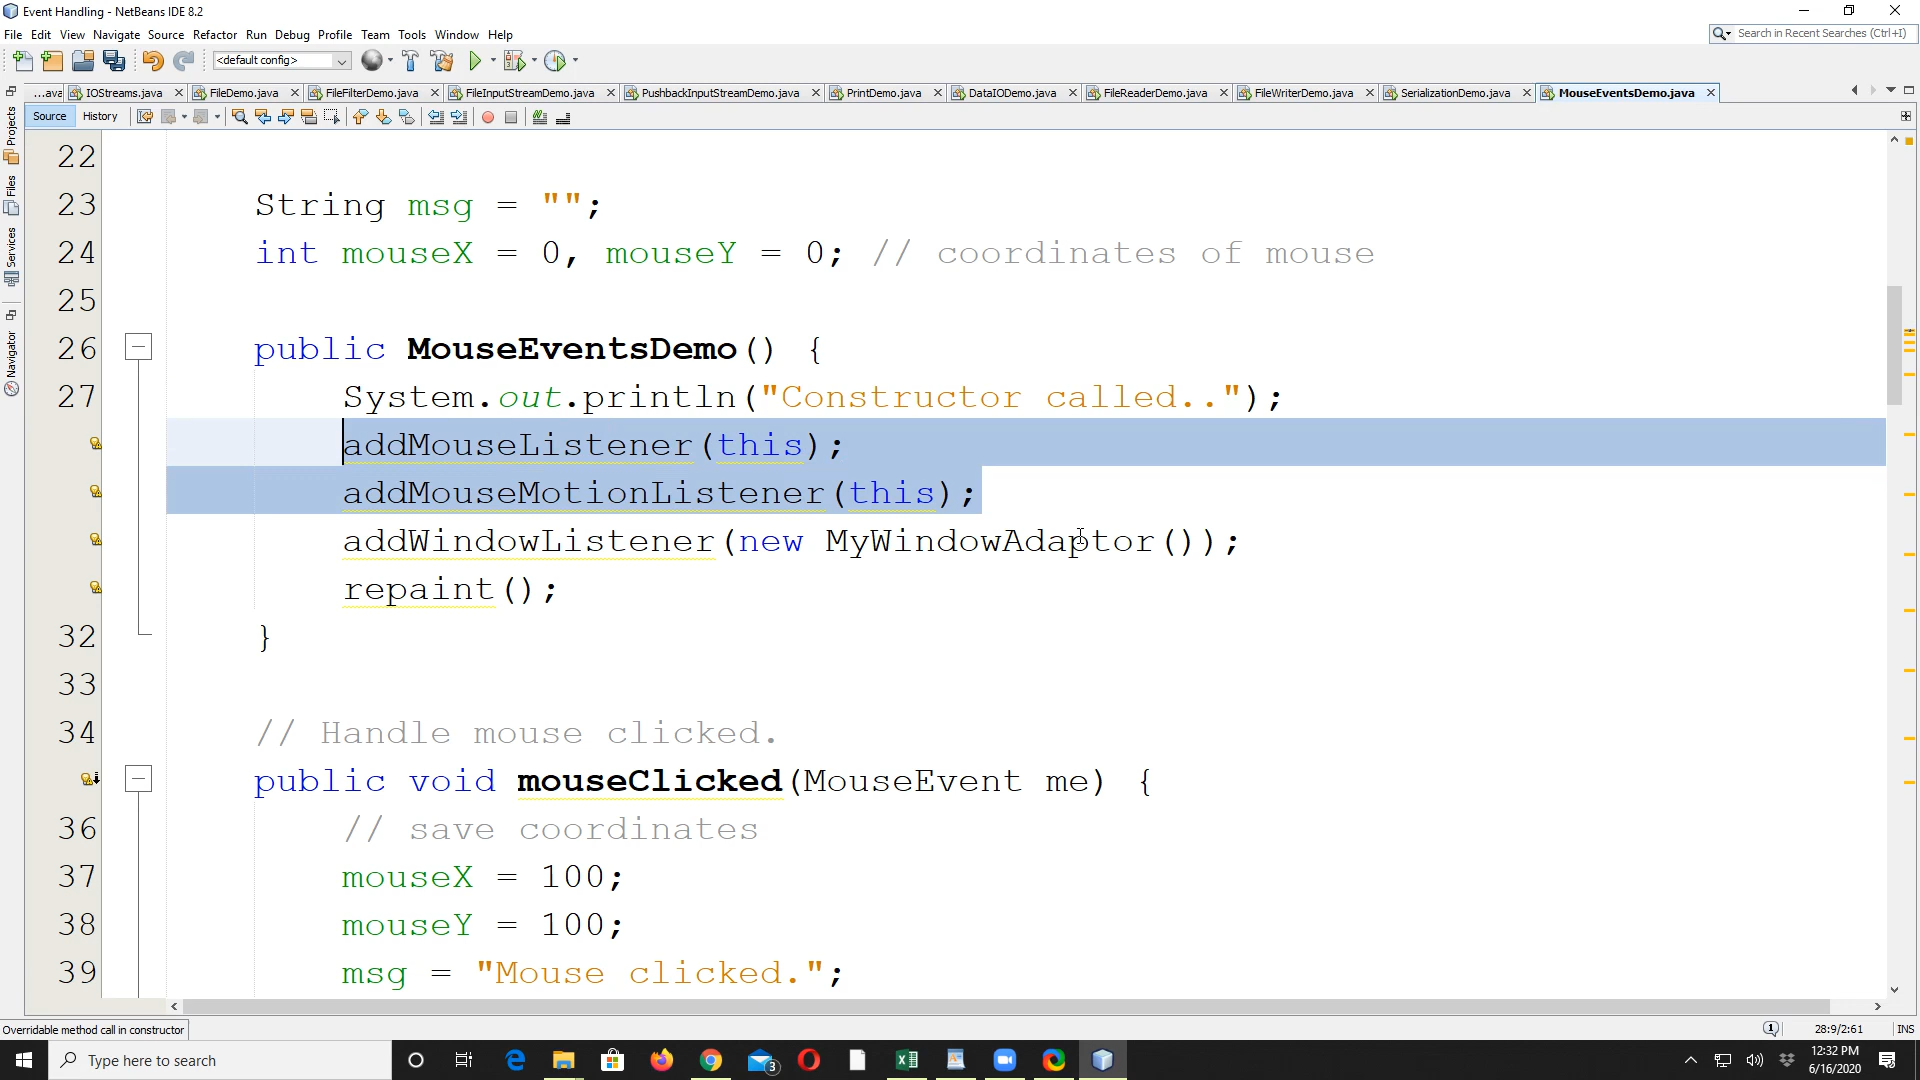 Event Handling - NetBeans IDE 8.2
File Edit View Navigate Source Refactor Run Debug Profile Team Tools Window Help
Search in Recent Searches (Ctrl+I)
<default config>
...ava IOStreams.java FileDemo.java FileFilterDemo.java FileInputStreamDemo.java PushbackInputStreamDemo.java PrintDemo.java DataIODemo.java FileReaderDemo.java FileWriterDemo.java SerializationDemo.java MouseEventsDemo.java
Source History
Projects
Files
Services
Navigator
22
23 String msg = "";
24 int mouseX = 0, mouseY = 0; // coordinates of mouse
25
26 public MouseEventsDemo() {
27 System.out.println("Constructor called..");
addMouseListener(this);
addMouseMotionListener(this);
addWindowListener(new MyWindowAdaptor());
repaint();
32 }
33
34 // Handle mouse clicked.
public void mouseClicked(MouseEvent me) {
36 // save coordinates
37 mouseX = 100;
38 mouseY = 100;
39 msg = "Mouse clicked.";
Overridable method call in constructor
1
28:9/2:61
INS
Type here to search
3
12:32 PM
6/16/2020